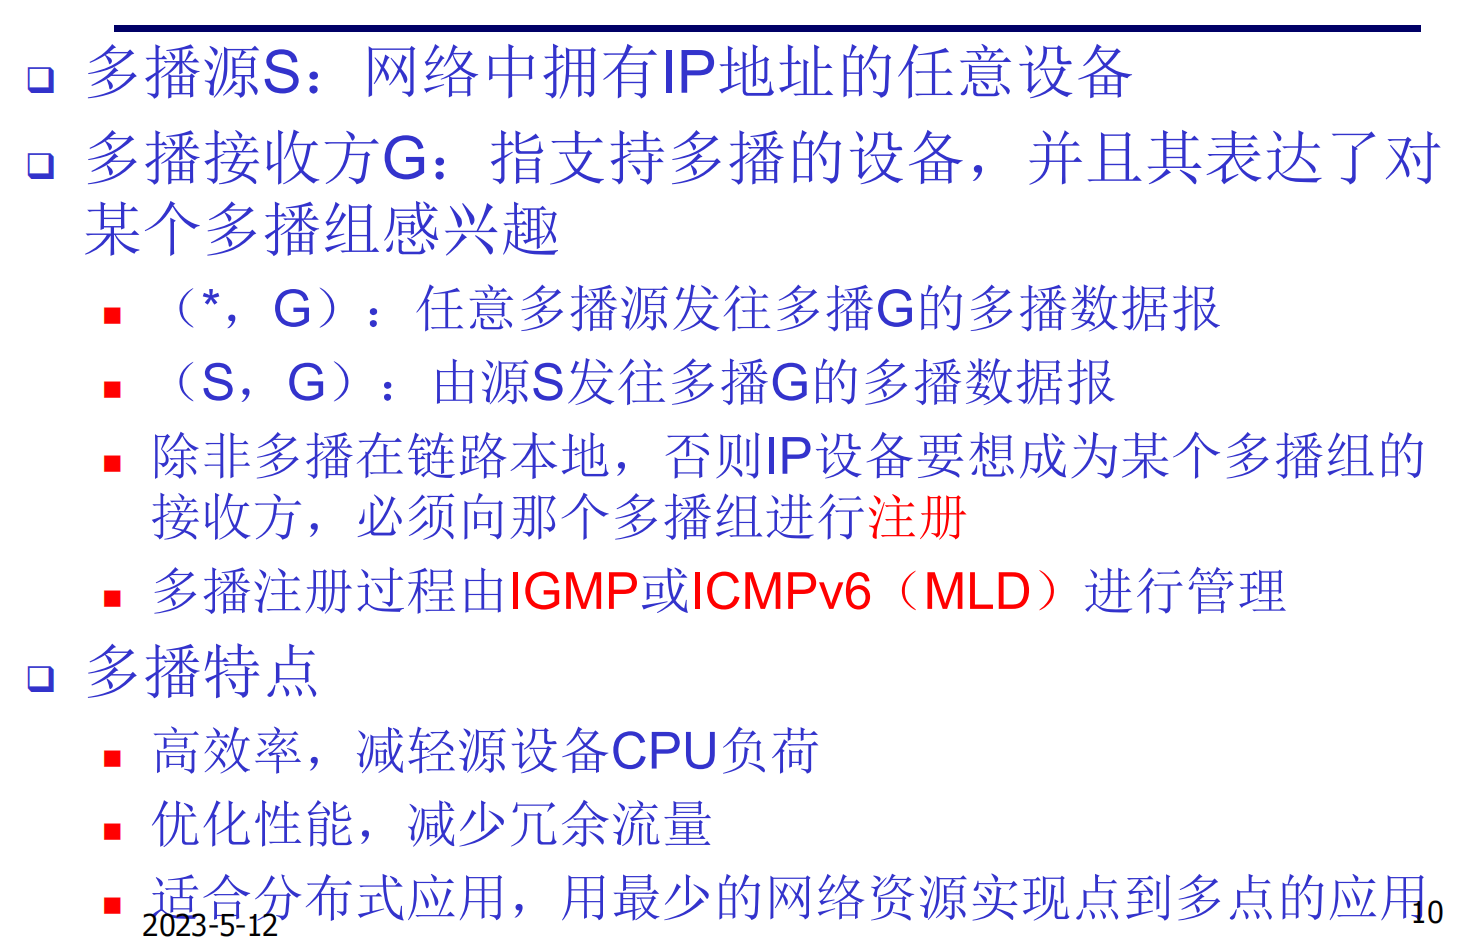 多播源S：网络中拥有IP地址的任意设备
多播接收方G：指支持多播的设备，并且其表达了对
某个多播组感兴趣
（*，G）：任意多播源发往多播G的多播数据报
（S，G）：由源S发往多播G的多播数据报
除非多播在链路本地，否则IP设备要想成为某个多播组的
接收方，必须向那个多播组进行注册
多播注册过程由IGMP或ICMPv6（MLD）进行管理
多播特点
高效率，减轻源设备CPU负荷
优化性能，减少冗余流量
适合分布式应用，用最少的网络资源实现点到多点的应用
2023-5-12
10